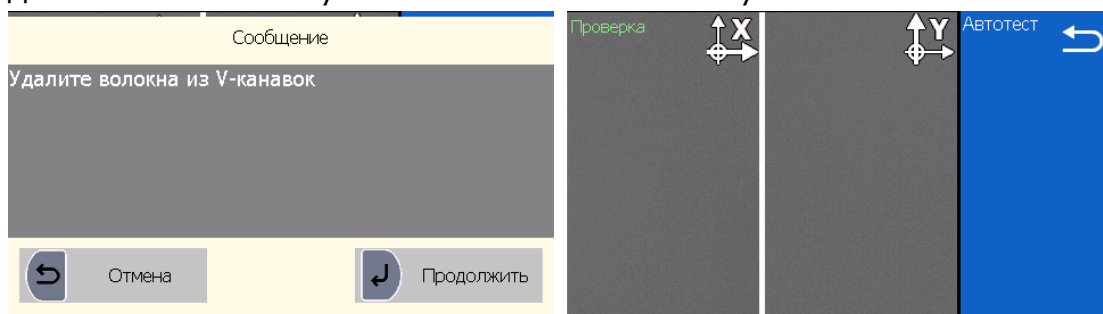 Сообщение
Удалите волокна из V-канавок
Отмена
Продолжить
Проверка
X
Y
Автотест